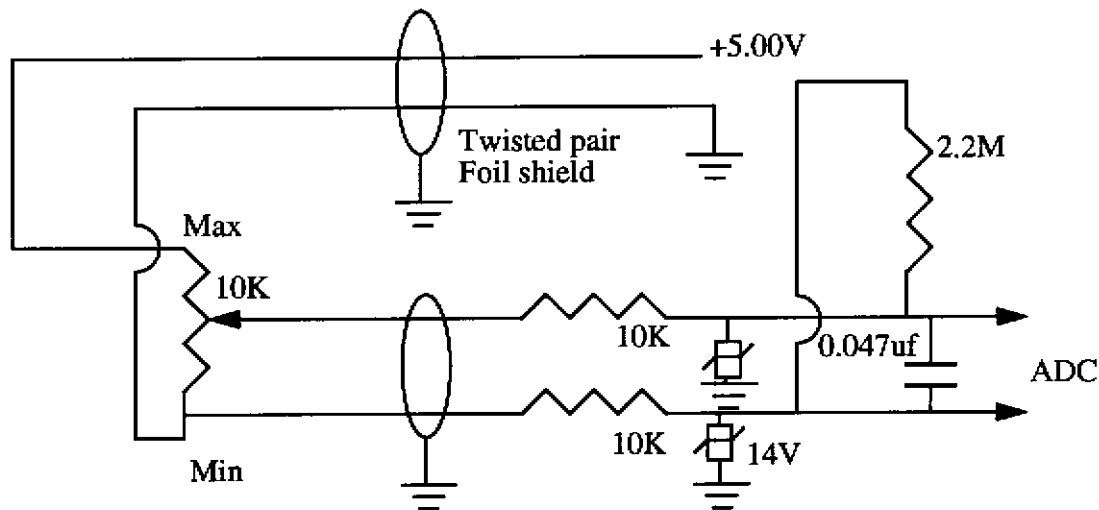 +5.00V
Twisted pair
Foil shield
2.2M
Max
10K
10K
0.047uf
ADC
10K
14V
Min